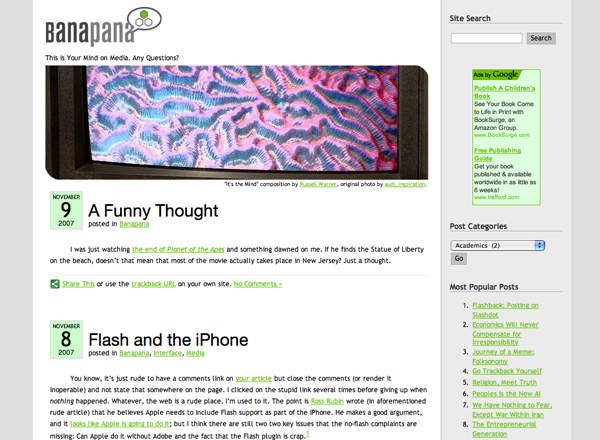 Banapana
This is Your Mind on Media. Any Questions?
"It's the Mind" composition by Russell Warner, original photo by audi_inspiration.
NOVEMBER
9
2007
A Funny Thought
posted in Banapana
I was just watching the end of Planet of the Apes and something dawned on me. If he finds the Statue of Liberty
on the beach, doesn't that mean that most of the movie actually takes place in New Jersey? Just a thought.
Share This or use the trackback URL on your own site. No Comments »
NOVEMBER
8
2007
Flash and the iPhone
posted in Banapana, Interface, Media
You know, it's just rude to have a comments link on your article but close the comments (or render it
inoperable) and not state that somewhere on the page. I clicked on the stupid link several times before giving up when
nothing happened. Whatever, the web is a rude place. I'm used to it. The point is Ross Rubin wrote (in aforementioned
rude article) that he believes Apple needs to include Flash support as part of the iPhone. He makes a good argument,
and it looks like Apple is going to do it; but I think there are still two two key issues that the no-flash complaints are
missing: Can Apple do it without Adobe and the fact that the Flash plugin is crap.1
Site Search
Search
Ads by Google
Publish A Children's
Book
See Your Book Come
to Life in Print with
BookSurge, an
Amazon Group.
www.BookSurge.com
Free Publishing
Guide
Get your book
published & available
worldwide in as little as
6 weeks!
www.trafford.com
Post Categories
Academics (2)
Go
Most Popular Posts
1. Flashback: Posting on
Slashdot
2. Economics Will Never
Compensate for
Irresponsibility
3. Journey of a Meme:
Folksonomy
4. Go Trackback Yourself
5. Religion, Meet Truth
6. Peoples is the New AI
7. We Have Nothing to Fear,
Except War Within Iran
8. The Entrepreneurial
Generation